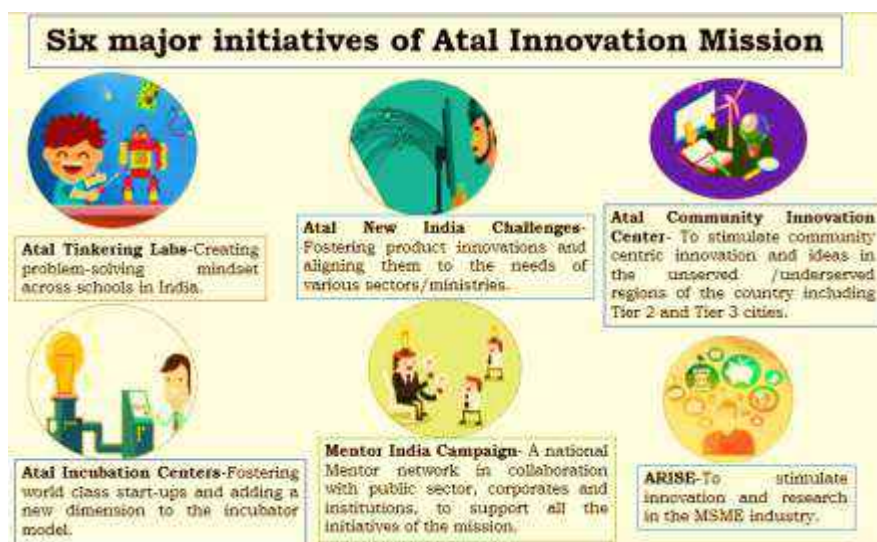 Six major initiatives of Atal Innovation Mission
Atal Tinkering Labs-Creating
problem-solving mindset
across schools in India.
Atal New India Challenges-
Fostering product innovations and
aligning them to the needs of
various sectors/ministries.
Atal Community Innovation
Center- To stimulate community
centric innovation and ideas in
the unserved /underserved
regions of the country including
Tier 2 and Tier 3 cities.
Atal Incubation Centers-Fostering
world class start-ups and adding a
new dimension to the incubator
model.
Mentor India Campaign- A national
Mentor network in collaboration
with public sector, corporates and
institutions, to support all the
initiatives of the mission.
ARISE-To stimulate
innovation and research
in the MSME industry.